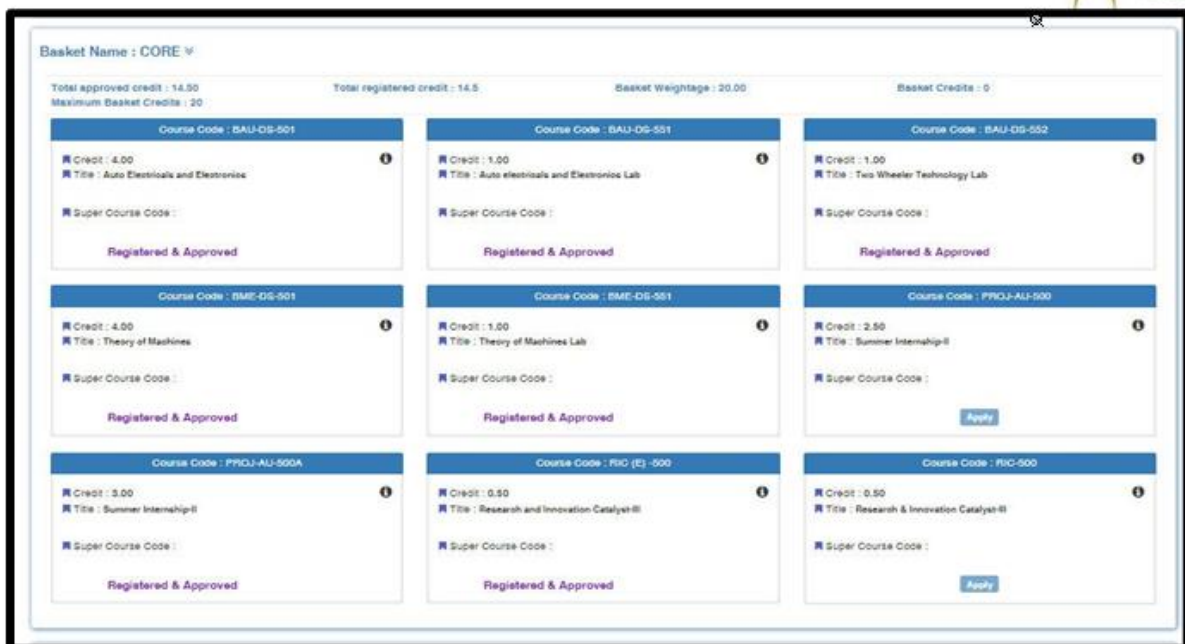 Basket Name : CORE
Total approved credit : 14.50 Total registered credit : 14.5 Basket Weightage : 20.00 Basket Credits : 0
Maximum Basket Credits : 20
Course Code : BAU-DS-501
Credit : 4.00
Title : Auto Electricals and Electronics
Super Course Code :
Registered & Approved
Course Code : BAU-DS-551
Credit : 1.00
Title : Auto electricals and Electronics Lab
Super Course Code :
Registered & Approved
Course Code : BAU-DS-552
Credit : 1.00
Title : Two Wheeler Technology Lab
Super Course Code :
Registered & Approved
Course Code : BME-DS-501
Credit : 4.00
Title : Theory of Machines
Super Course Code :
Registered & Approved
Course Code : BME-DS-551
Credit : 1.00
Title : Theory of Machines Lab
Super Course Code :
Registered & Approved
Course Code : PROJ-AU-500
Credit : 2.50
Title : Summer Internship-II
Super Course Code :
Apply
Course Code : PROJ-AU-500A
Credit : 3.00
Title : Summer Internship-II
Super Course Code :
Registered & Approved
Course Code : RIC (E) -500
Credit : 0.50
Title : Research and Innovation Catalyst-III
Super Course Code :
Registered & Approved
Course Code : RIC-500
Credit : 0.50
Title : Research & Innovation Catalyst-III
Super Course Code :
Apply